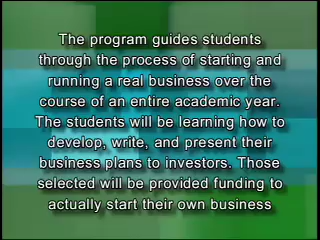 The program guides students
through the process of starting and
running a real business over the
course of an entire academic year.
The students will be learning how to
develop, write, and present their
business plans to investors. Those
selected will be provided funding to
actually start their own business